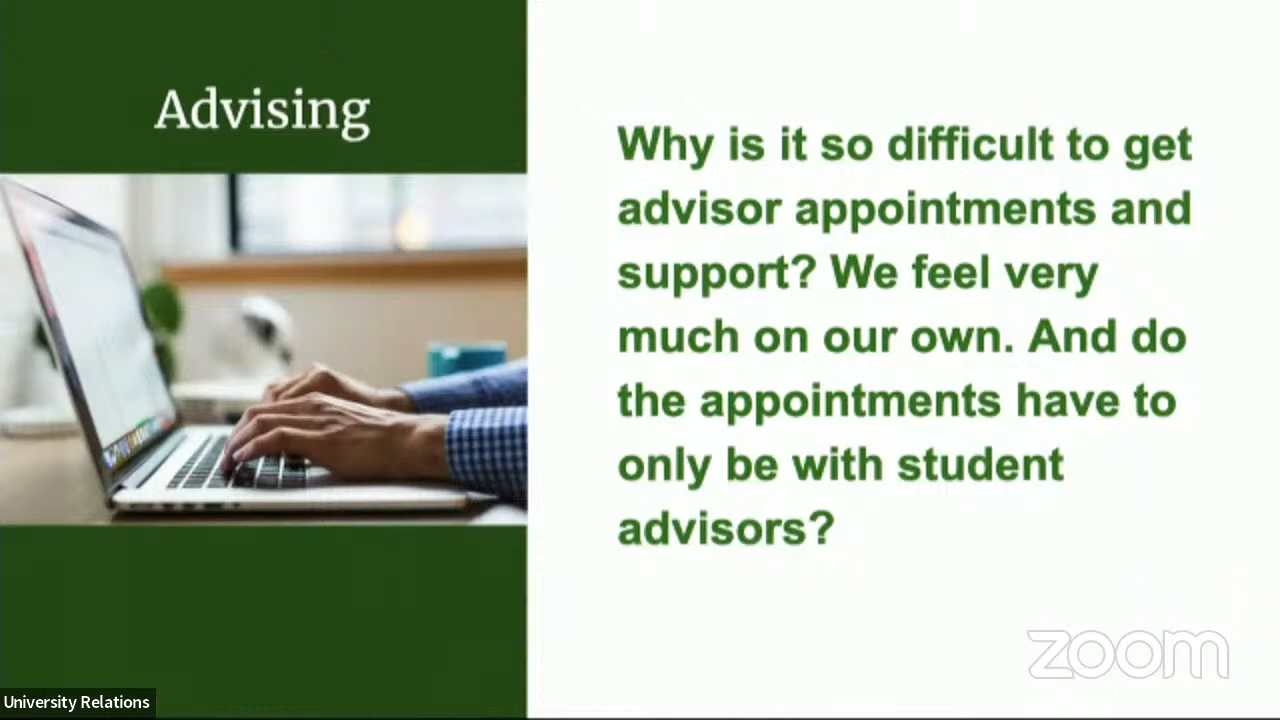 Advising
Why is it so difficult to get
advisor appointments and
support? We feel very
much on our own. And do
the appointments have to
only be with student
advisors?
zoom
University Relations